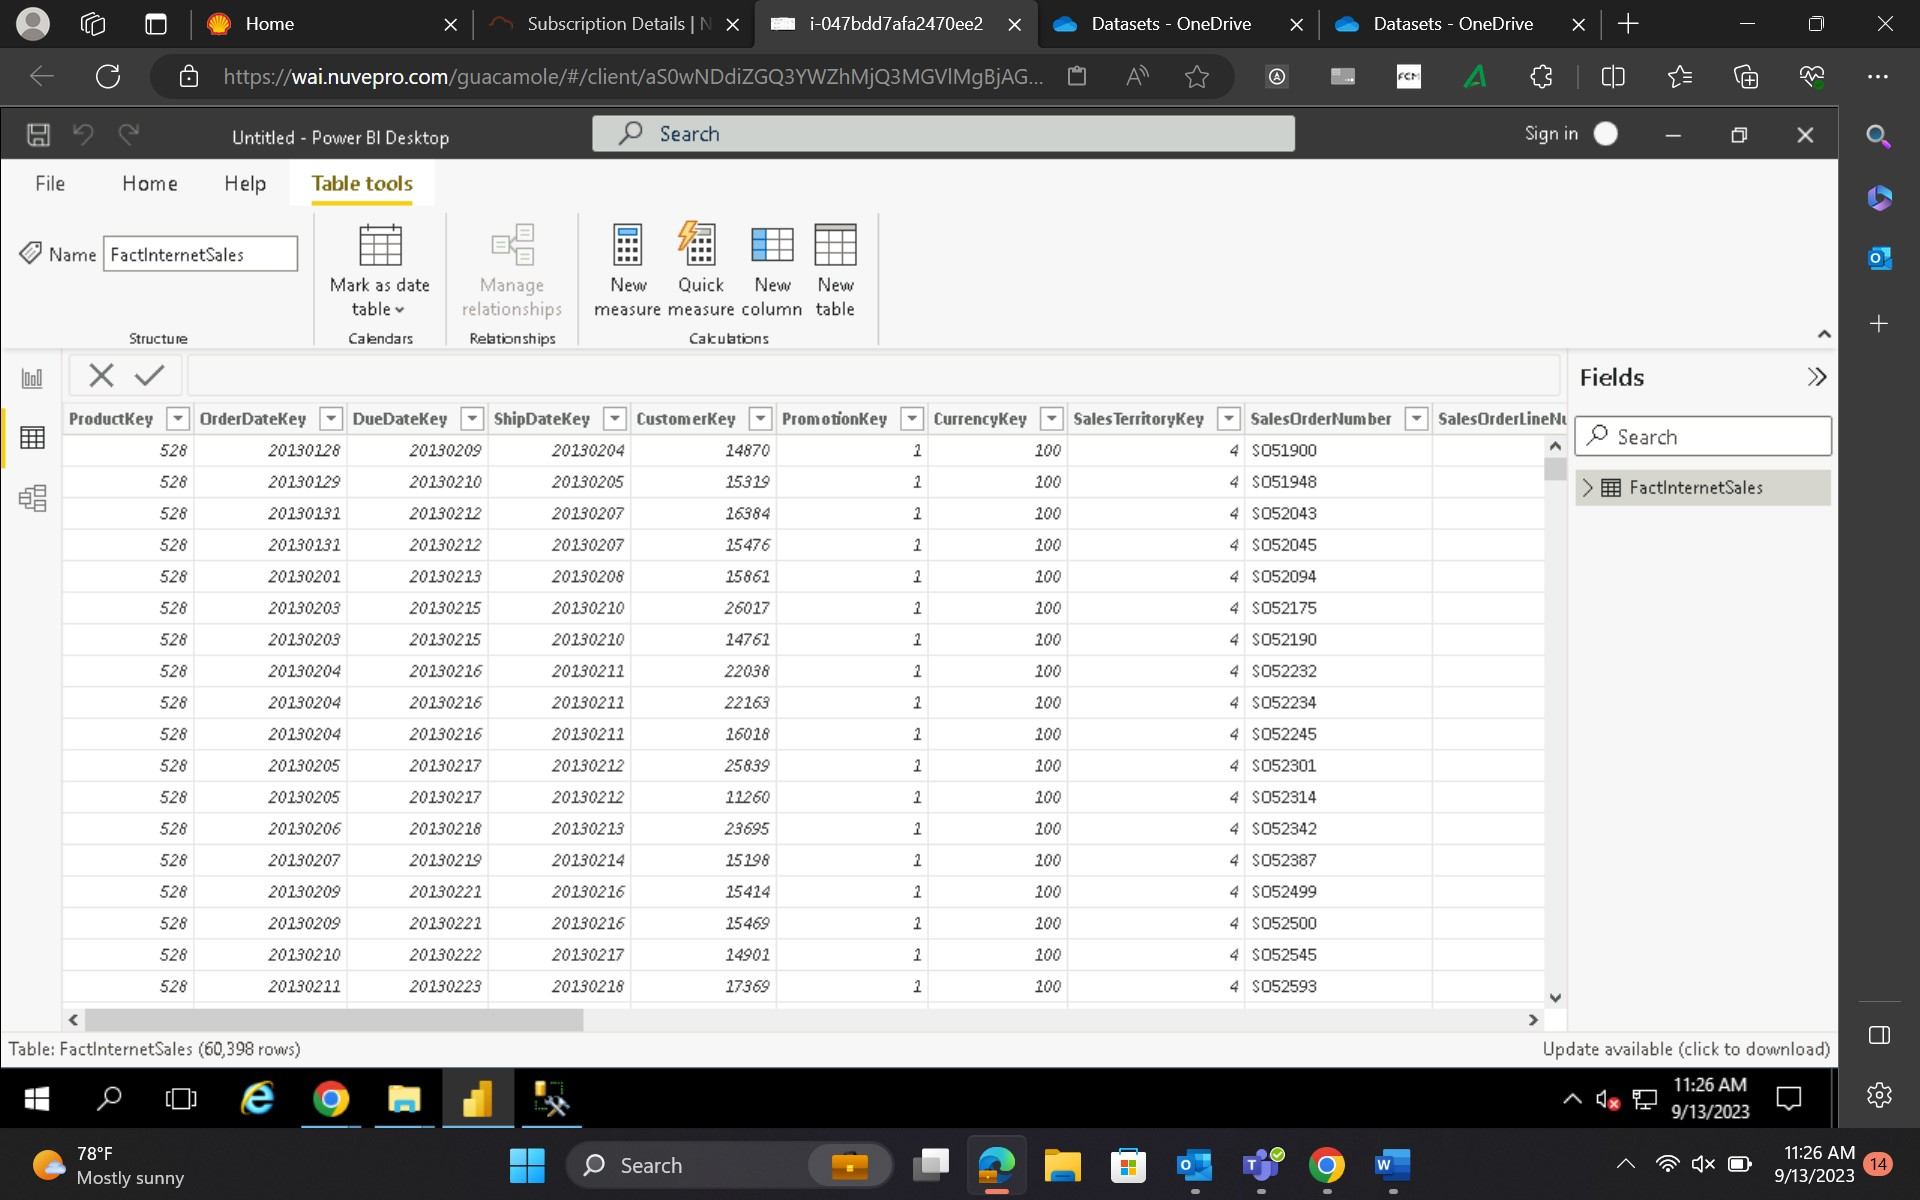 Home
Subscription Details | N
i-047bdd7afa2470ee2
Datasets - OneDrive
Datasets - OneDrive
https://wai.nuvepro.com/guacamole/#/client/aS0wNDdiZGQ3YWZhMjQ3MGVlMgBjAG...
FCM
Untitled - Power BI Desktop
Search
Sign in
File Home Help Table tools
Name FactInternetSales
Mark as date table
Manage relationships
New measure
Quick measure
New column
New table
Structure
Calendars
Relationships
Calculations
Fields
Search
FactInternetSales
ProductKey OrderDateKey DueDateKey ShipDateKey CustomerKey PromotionKey CurrencyKey SalesTerritoryKey SalesOrderNumber SalesOrderLineNu
528 20130128 20130209 20130204 14870 1 100 4 SO51900
528 20130129 20130210 20130205 15319 1 100 4 SO51948
528 20130131 20130212 20130207 16384 1 100 4 SO52043
528 20130131 20130212 20130207 15476 1 100 4 SO52045
528 20130201 20130213 20130208 15861 1 100 4 SO52094
528 20130203 20130215 20130210 26017 1 100 4 SO52175
528 20130203 20130215 20130210 14761 1 100 4 SO52190
528 20130204 20130216 20130211 22038 1 100 4 SO52232
528 20130204 20130216 20130211 22163 1 100 4 SO52234
528 20130204 20130216 20130211 16018 1 100 4 SO52245
528 20130205 20130217 20130212 25839 1 100 4 SO52301
528 20130205 20130217 20130212 11260 1 100 4 SO52314
528 20130206 20130218 20130213 23695 1 100 4 SO52342
528 20130207 20130219 20130214 15198 1 100 4 SO52387
528 20130209 20130221 20130216 15414 1 100 4 SO52499
528 20130209 20130221 20130216 15469 1 100 4 SO52500
528 20130210 20130222 20130217 14901 1 100 4 SO52545
528 20130211 20130223 20130218 17369 1 100 4 SO52593
Table: FactInternetSales (60,398 rows)
Update available (click to download)
11:26 AM
9/13/2023
78°F
Mostly sunny
Search
11:26 AM
9/13/2023
14